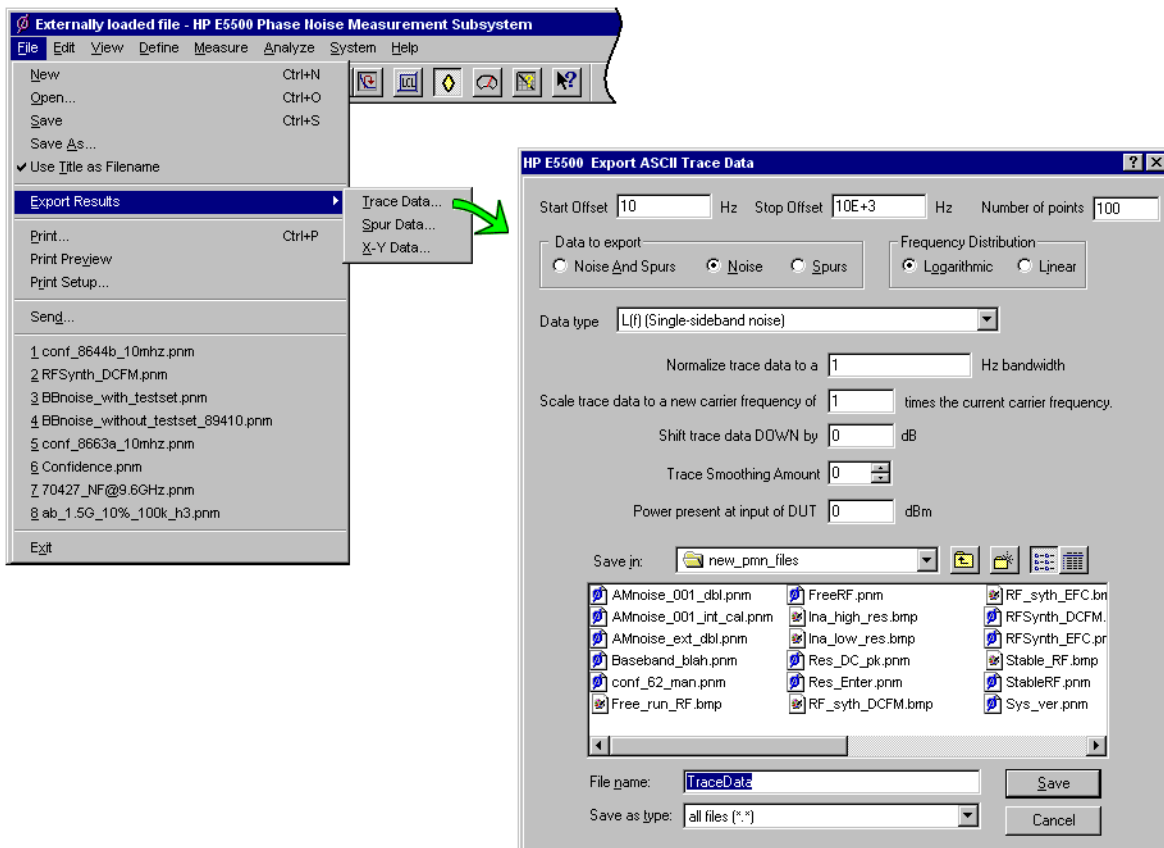 Externally loaded file - HP E5500 Phase Noise Measurement Subsystem
File Edit View Define Measure Analyze System Help
New Ctrl+N
Open... Ctrl+O
Save Ctrl+S
Save As...
Use Title as Filename
Export Results
Print... Ctrl+P
Print Preview
Print Setup...
Send...
1 conf_8644b_10mhz.pnm
2 RFSynth_DCFM.pnm
3 BBnoise_with_testset.pnm
4 BBnoise_without_testset_89410.pnm
5 conf_8663a_10mhz.pnm
6 Confidence.pnm
7 70427_NF@9.6GHz.pnm
8 ab_1.5G_10%_100k_h3.pnm
Exit
LCL
Trace Data...
Spur Data...
X-Y Data...
HP E5500 Export ASCII Trace Data
Start Offset 10 Hz Stop Offset 10E+3 Hz Number of points 100
Data to export
Noise And Spurs Noise Spurs
Frequency Distribution
Logarithmic Linear
Data type L(f) (Single-sideband noise)
Normalize trace data to a 1 Hz bandwidth
Scale trace data to a new carrier frequency of 1 times the current carrier frequency.
Shift trace data DOWN by 0 dB
Trace Smoothing Amount 0
Power present at input of DUT 0 dBm
Save in: new_pmn_files
AMnoise_001_dbl.pnm FreeRF.pnm RF_syth_EFC.bm
AMnoise_001_int_cal.pnm lna_high_res.bmp RFSynth_DCFM.
AMnoise_ext_dbl.pnm lna_low_res.bmp RFSynth_EFC.pr
Baseband_blah.pnm Res_DC_pk.pnm Stable_RF.bmp
conf_62_man.pnm Res_Enter.pnm StableRF.pnm
Free_run_RF.bmp RF_syth_DCFM.bmp Sys_ver.pnm
File name: TraceData Save
Save as type: all files (*.*) Cancel